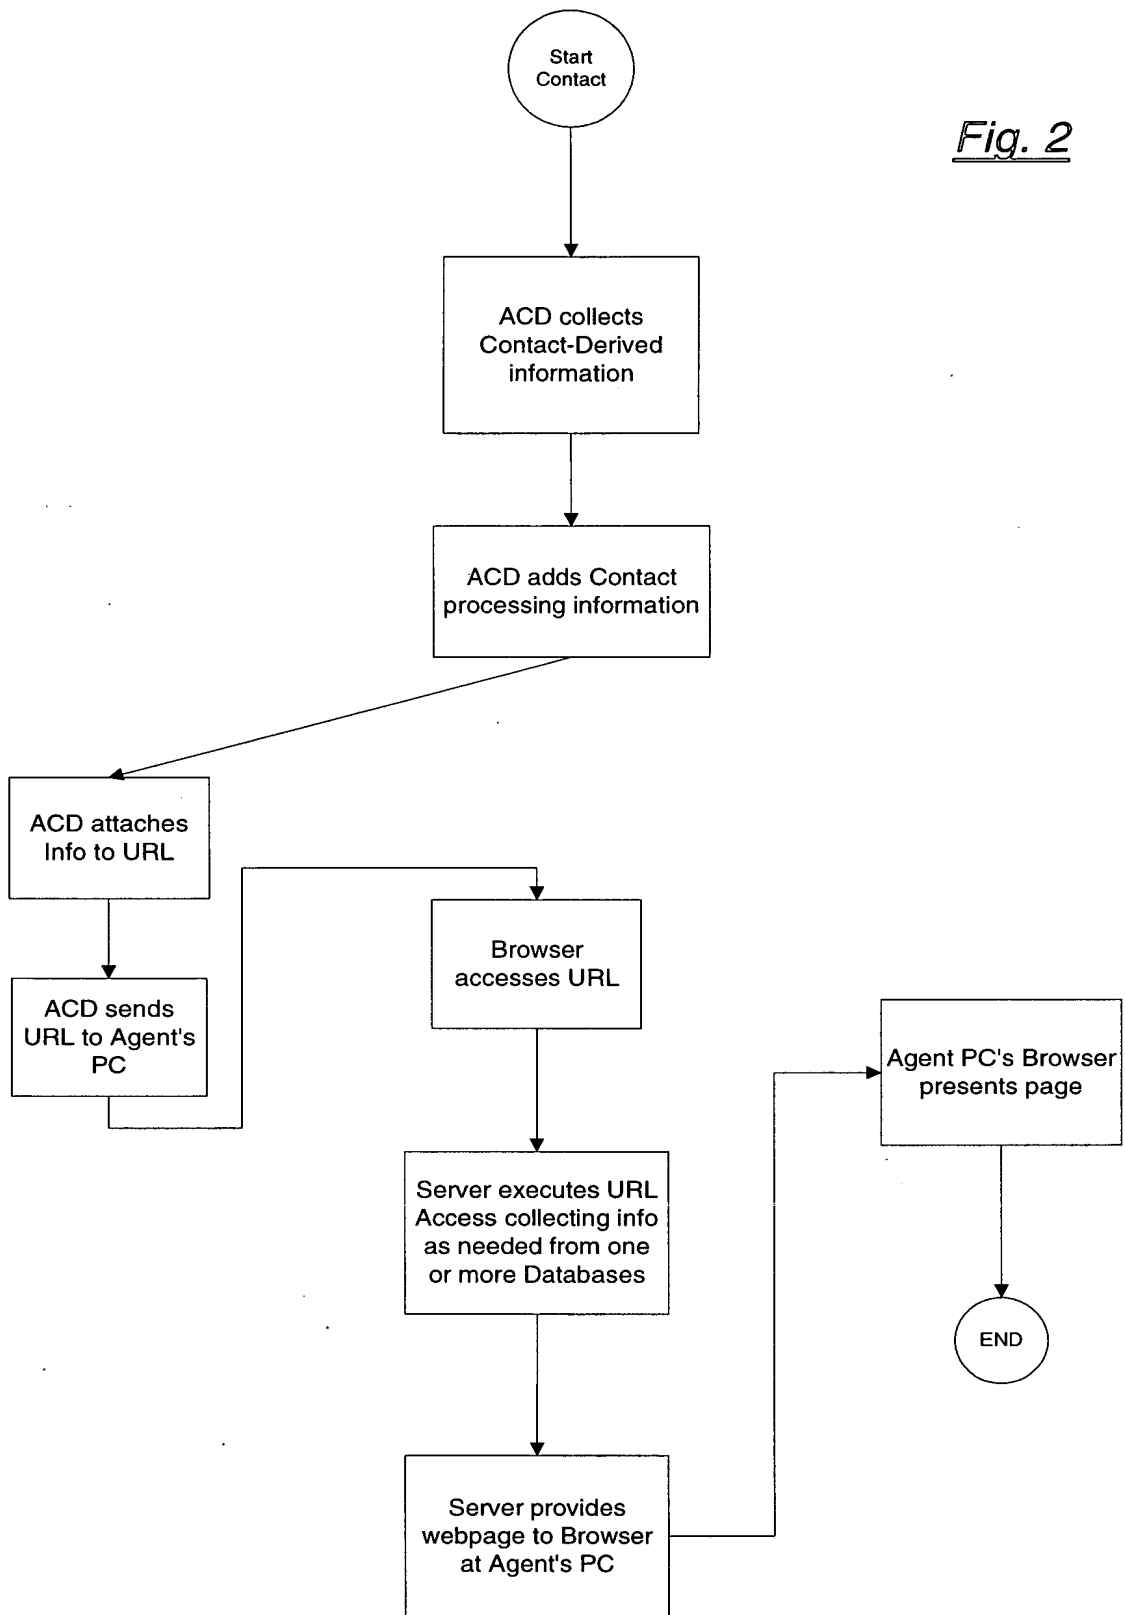 Start
Contact
Fig. 2
ACD collects
Contact-Derived
information
ACD adds Contact
processing information
ACD attaches
Info to URL
ACD sends
URL to Agent's
PC
Browser
accesses URL
Server executes URL
Access collecting info
as needed from one
or more Databases
Server provides
webpage to Browser
at Agent's PC
Agent PC's Browser
presents page
END